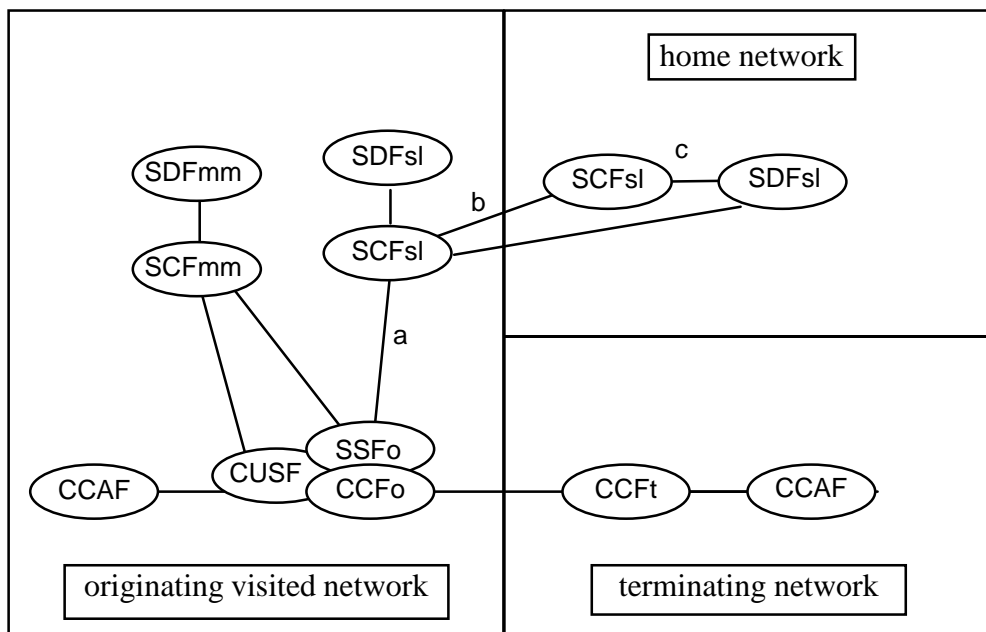 home network
SDFmm
SDFsl
SCFsl
c
SDFsl
b
SCFmm
SCFsl
a
SSFo
CUSF
CCAF
CCFo
CCFt
CCAF
originating visited network
terminating network